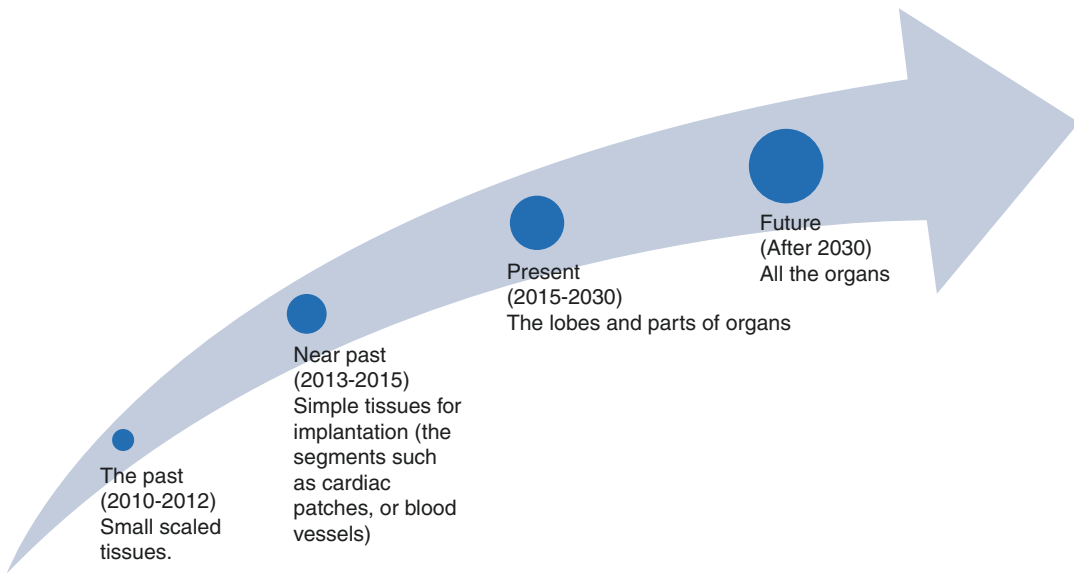 The past
(2010-2012)
Small scaled
tissues.
Near past
(2013-2015)
Simple tissues for
implantation (the
segments such
as cardiac
patches, or blood
vessels)
Present
(2015-2030)
The lobes and parts of organs
Future
(After 2030)
All the organs